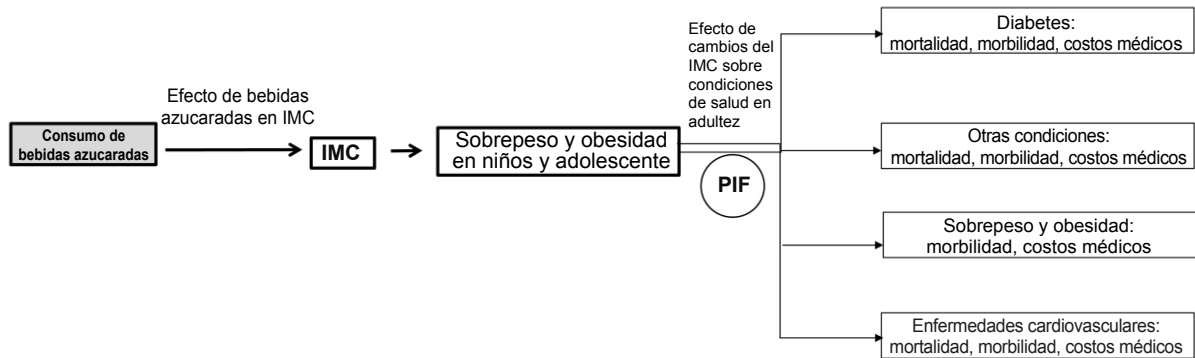 Consumo de
bebidas azucaradas
Efecto de bebidas
azucaradas en IMC
IMC
Sobrepeso y obesidad
en niños y adolescente
Efecto de
cambios del
IMC sobre
condiciones
de salud en
adultez
PIF
Diabetes:
mortalidad, morbilidad, costos médicos
Otras condiciones:
mortalidad, morbilidad, costos médicos
Sobrepeso y obesidad:
morbilidad, costos médicos
Enfermedades cardiovasculares:
mortalidad, morbilidad, costos médicos